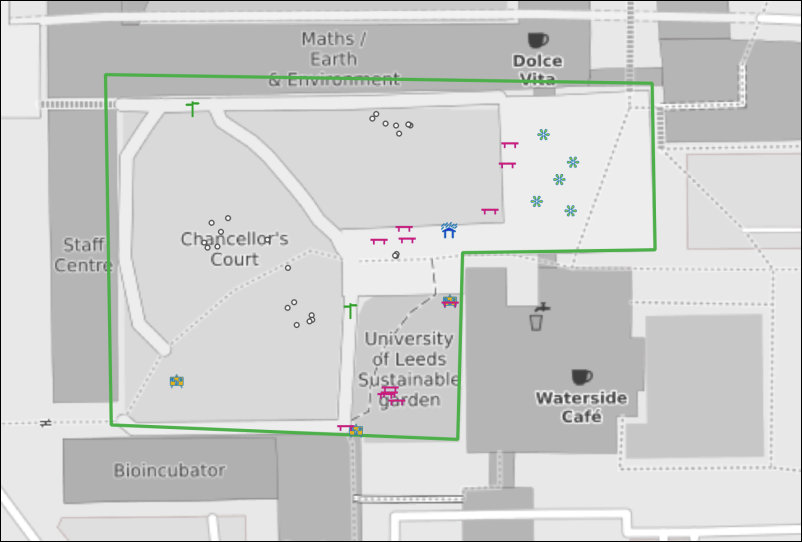 Maths /
Earth
& Environment
Dolce
Vita
Staff
Centre
Chancellor's
Court
University
of Leeds
Sustainable
garden
Waterside
Café
Bioincubator